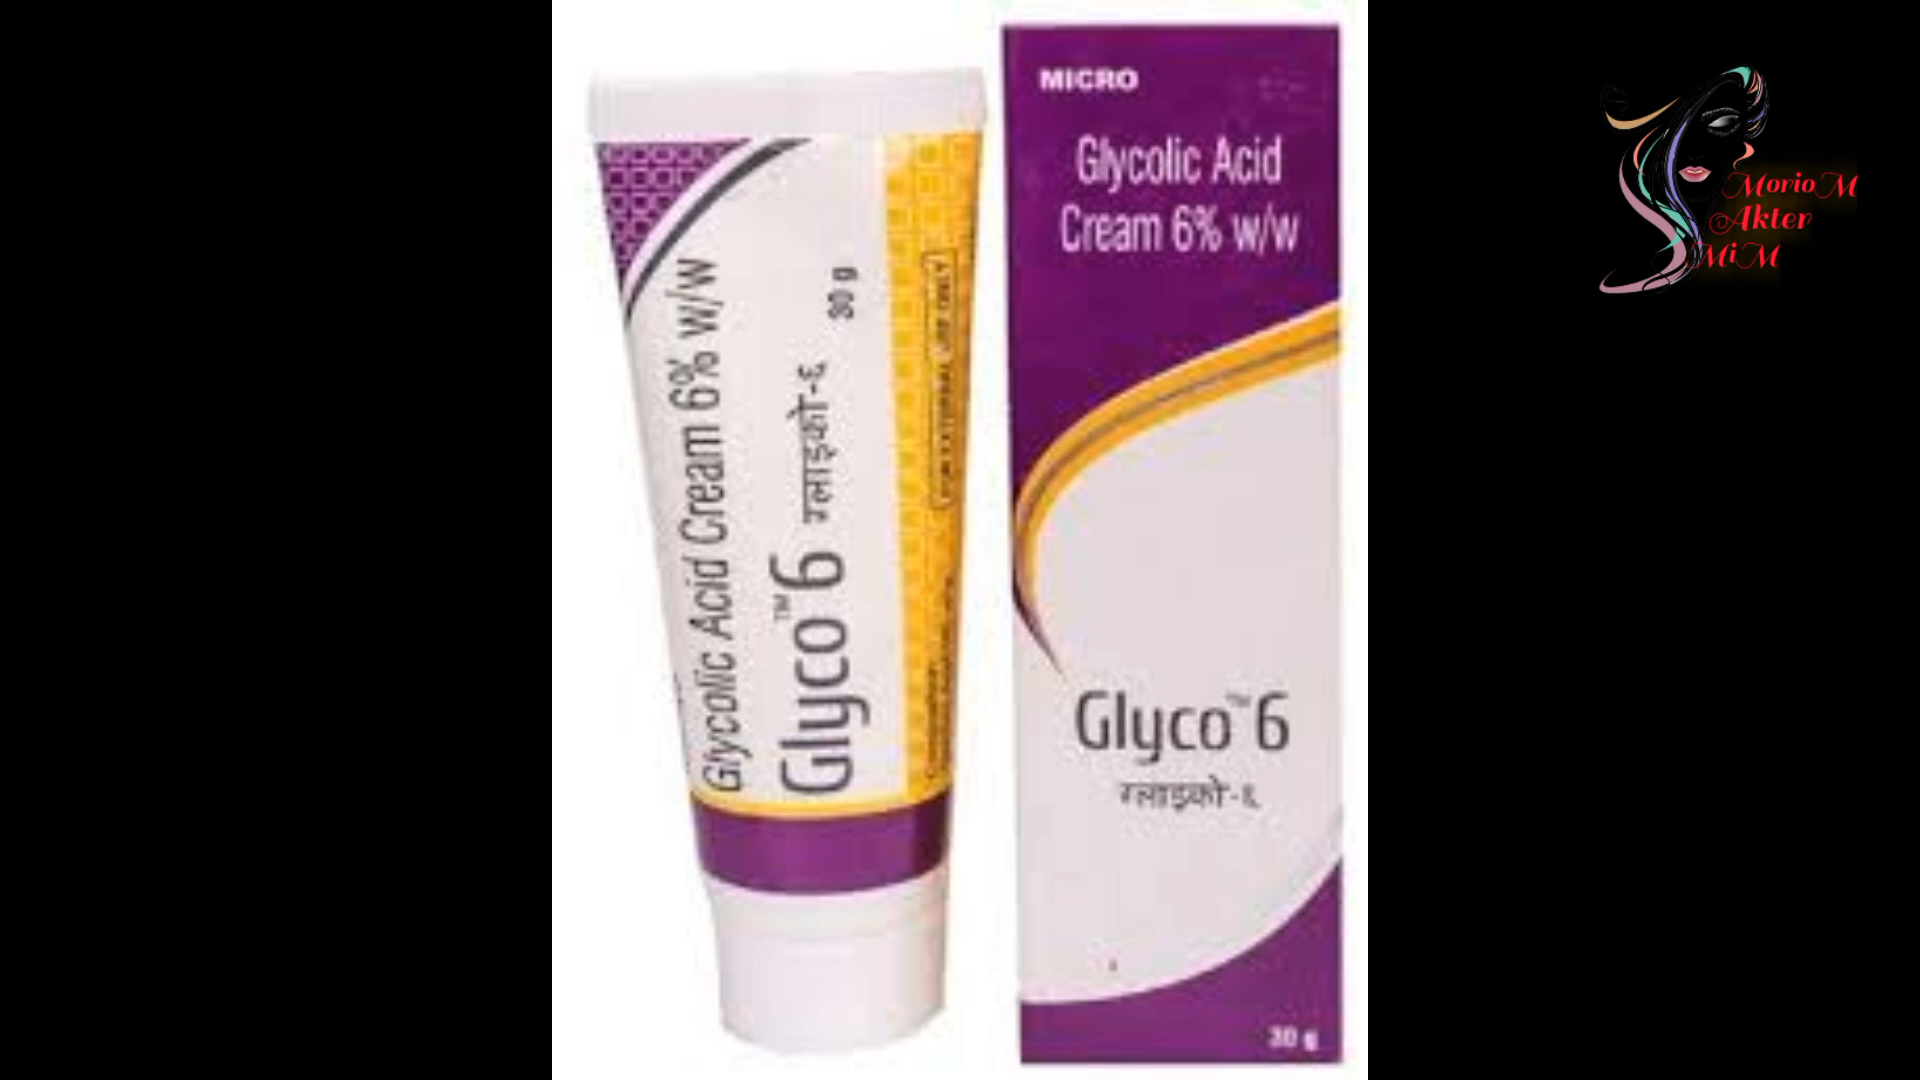 Glycolic Acid Cream 6% w/w
Glyco™ 6 ग्लाइको-६
30 g
FOR EXTERNAL USE ONLY
MICRO
Glycolic Acid
Cream 6% w/w
Glyco™ 6
ग्लाइको-६
30 g
MorioM
Akter
MiM